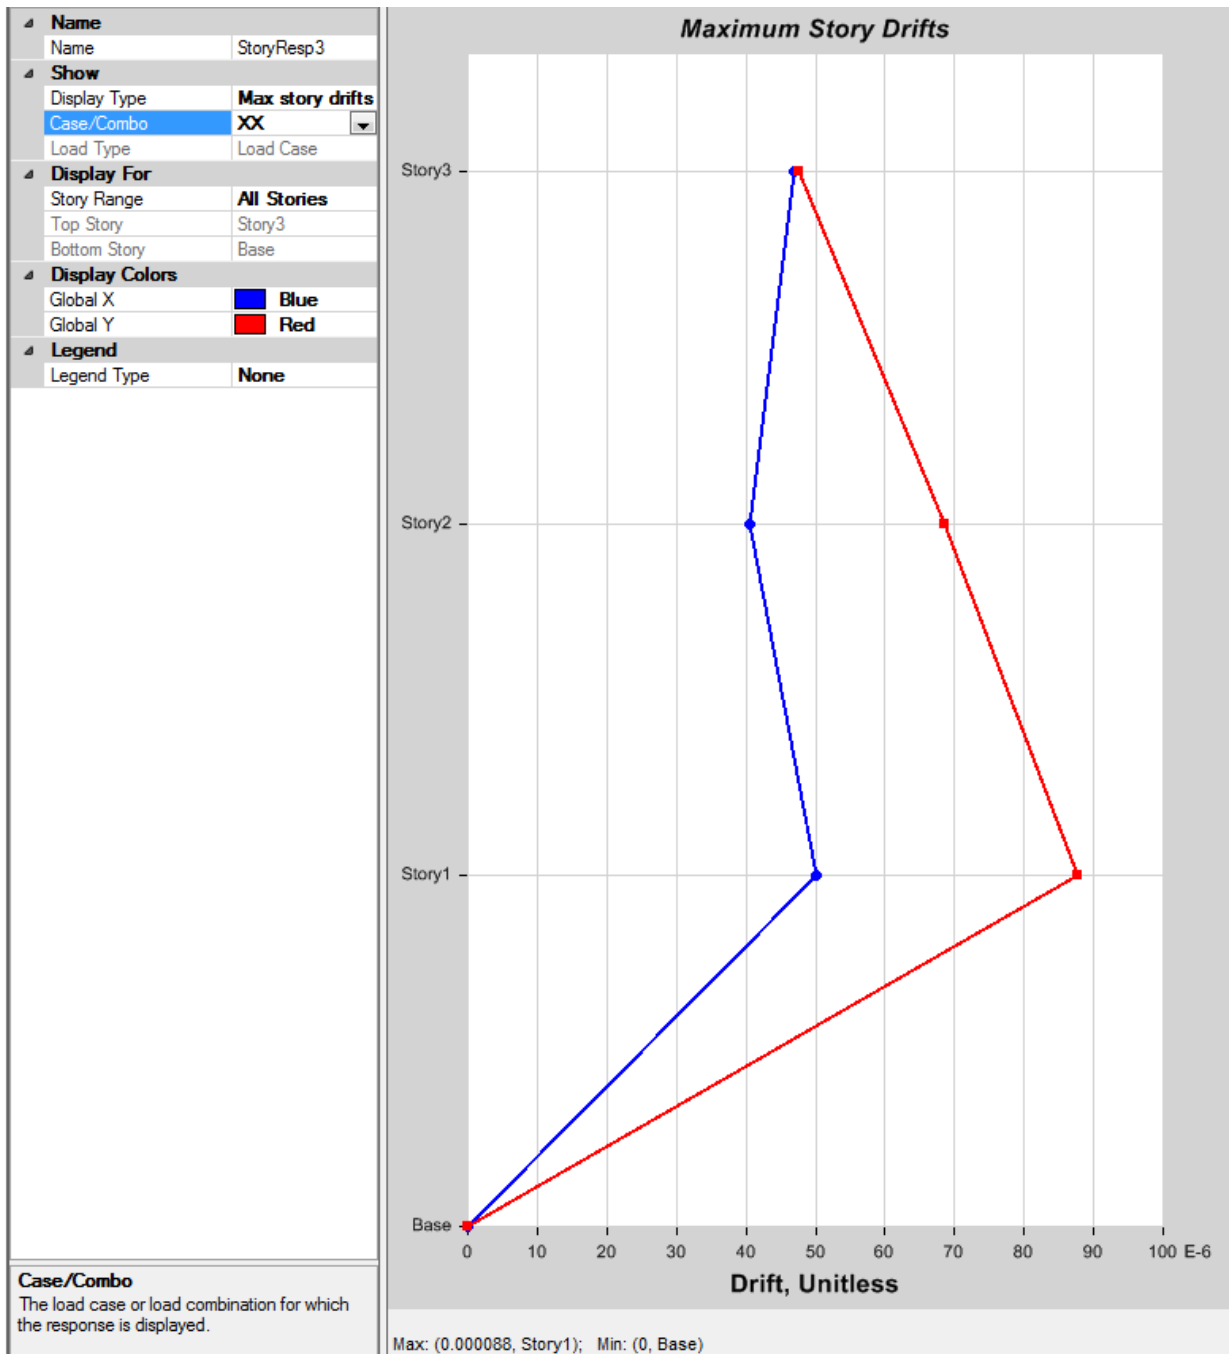 Name
Name StoryResp3
Show
Display Type Max story drifts
Case/Combo XX
Load Type Load Case
Display For
Story Range All Stories
Top Story Story3
Bottom Story Base
Display Colors
Global X Blue
Global Y Red
Legend
Legend Type None
Case/Combo
The load case or load combination for which
the response is displayed.
Maximum Story Drifts
Story3
Story2
Story1
Base
0 10 20 30 40 50 60 70 80 90 100 E-6
Drift, Unitless
Max: (0.000088, Story1); Min: (0, Base)